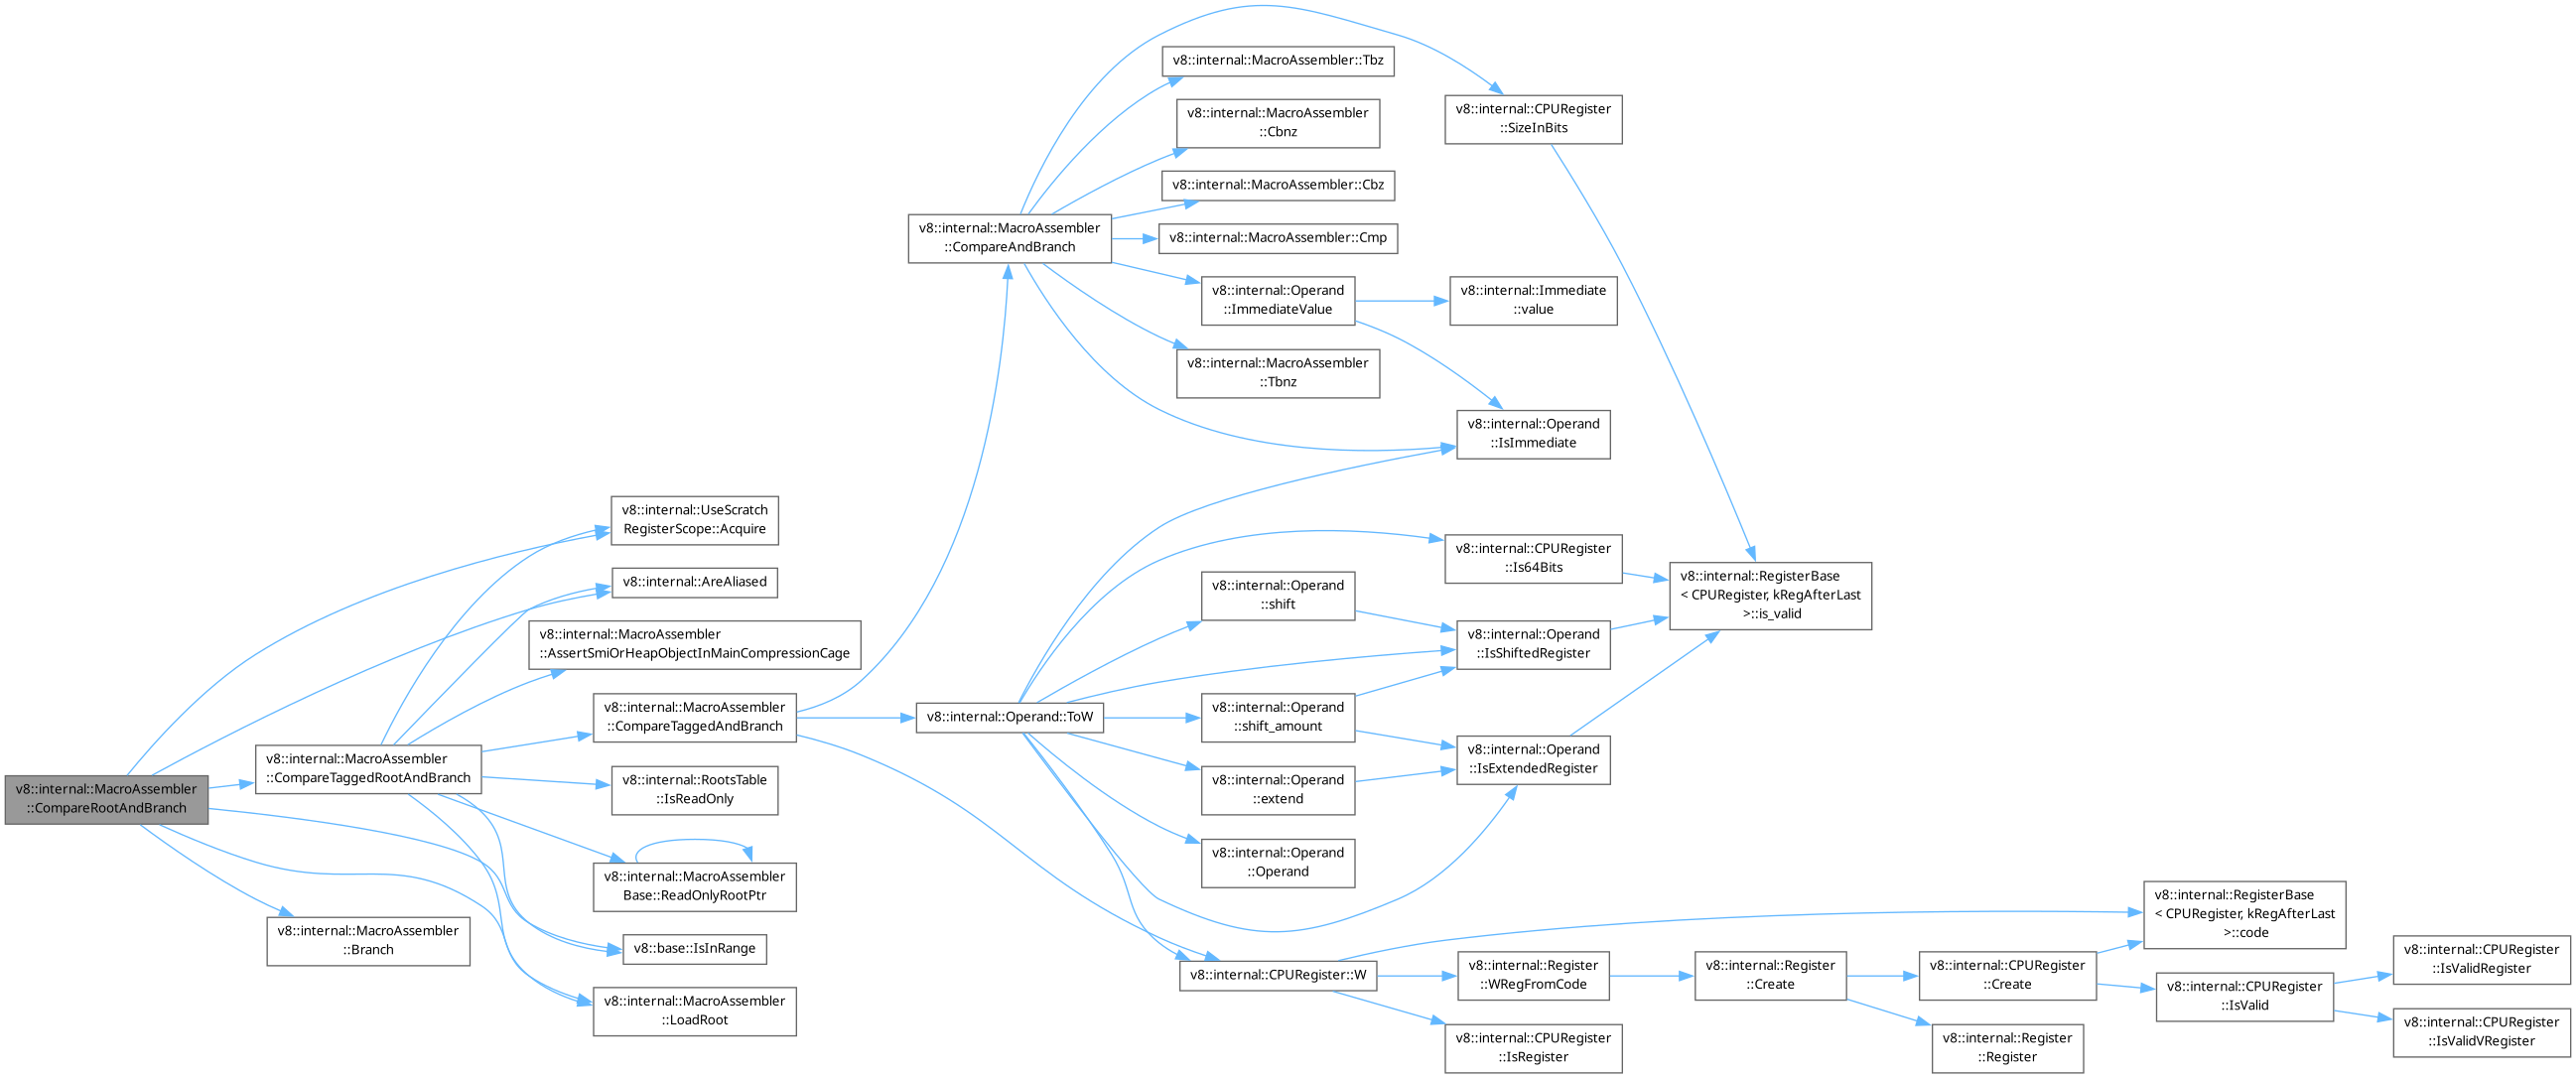 v8::internal::MacroAssembler
::CompareRootAndBranch
v8::internal::MacroAssembler
::CompareTaggedRootAndBranch
v8::internal::MacroAssembler
::Branch
v8::internal::UseScratch
RegisterScope::Acquire
v8::internal::AreAliased
v8::internal::MacroAssembler
::AssertSmiOrHeapObjectInMainCompressionCage
v8::internal::MacroAssembler
::CompareTaggedAndBranch
v8::internal::RootsTable
::IsReadOnly
v8::internal::MacroAssembler
Base::ReadOnlyRootPtr
v8::base::IsInRange
v8::internal::MacroAssembler
::LoadRoot
v8::internal::MacroAssembler
::CompareAndBranch
v8::internal::Operand::ToW
v8::internal::MacroAssembler::Tbz
v8::internal::MacroAssembler
::Cbnz
v8::internal::MacroAssembler::Cbz
v8::internal::MacroAssembler::Cmp
v8::internal::Operand
::ImmediateValue
v8::internal::MacroAssembler
::Tbnz
v8::internal::Operand
::shift
v8::internal::Operand
::shift_amount
v8::internal::Operand
::extend
v8::internal::Operand
::Operand
v8::internal::CPURegister::W
v8::internal::CPURegister
::SizeInBits
v8::internal::Immediate
::value
v8::internal::Operand
::IsImmediate
v8::internal::CPURegister
::Is64Bits
v8::internal::Operand
::IsShiftedRegister
v8::internal::Operand
::IsExtendedRegister
v8::internal::Register
::WRegFromCode
v8::internal::CPURegister
::IsRegister
v8::internal::RegisterBase
< CPURegister, kRegAfterLast
>::is_valid
v8::internal::Register
::Create
v8::internal::CPURegister
::Create
v8::internal::Register
::Register
v8::internal::RegisterBase
< CPURegister, kRegAfterLast
>::code
v8::internal::CPURegister
::IsValid
v8::internal::CPURegister
::IsValidRegister
v8::internal::CPURegister
::IsValidVRegister